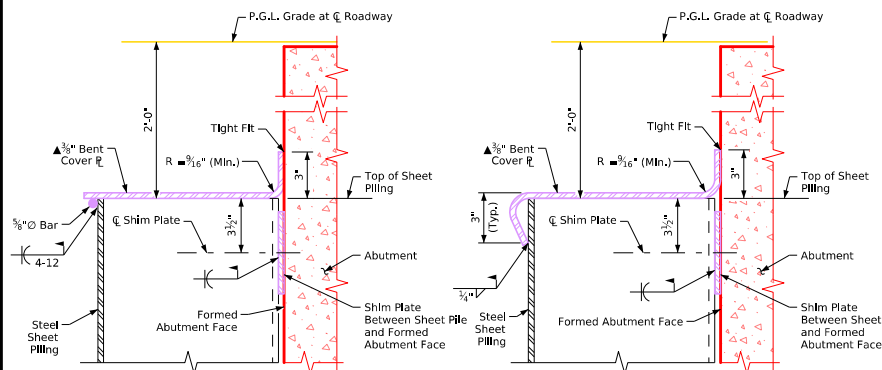 P.G.L. Grade at ℄ Roadway
2'-0"
Tight Fit
▲⅜" Bent
Cover ℙL
R = 9⁄16" (Min.)
3"
Top of Sheet
Piling
⅝"∅ Bar
℄ Shim Plate
3½"
4-12
Abutment
Steel
Sheet
Piling
Formed
Abutment Face
Shim Plate
Between Sheet Pile
and Formed
Abutment Face
P.G.L. Grade at ℄ Roadway
2'-0"
Tight Fit
▲⅜" Bent
Cover ℙL
R = 9⁄16" (Min.)
3"
Top of Sheet
Piling
3"
(Typ.)
℄ Shim Plate
3½"
Abutment
¼"
Steel
Sheet
Piling
Formed Abutment Face
Shim Plate
Between Sheet
and Formed
Abutment Face